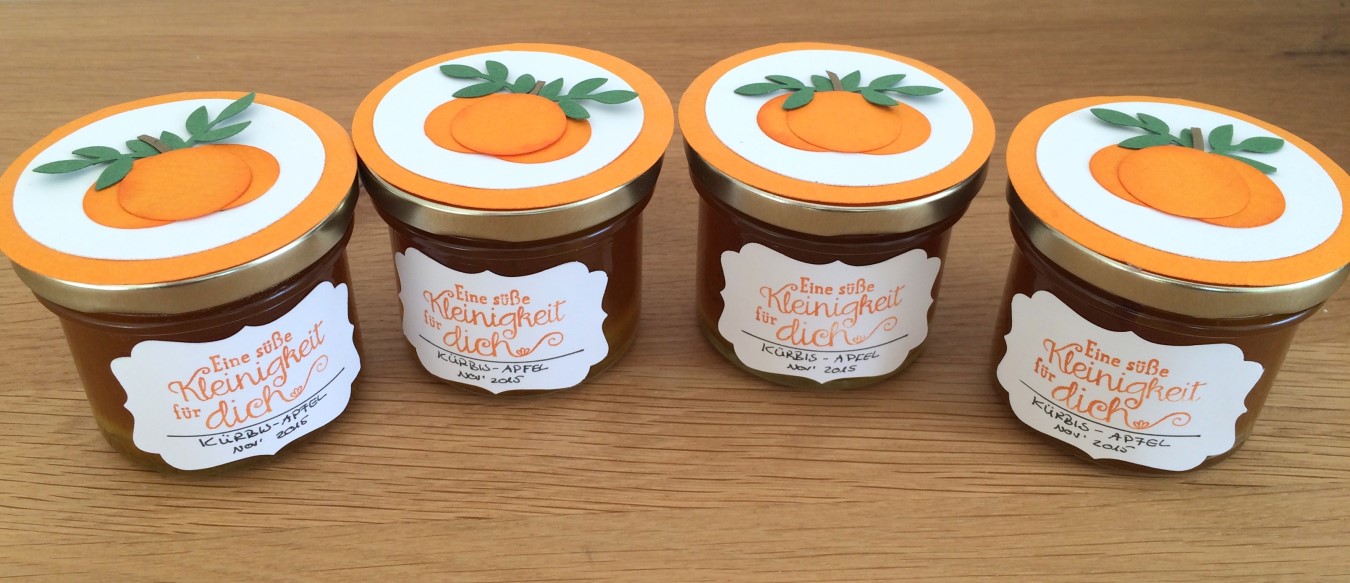 Eine süße
Kleinigkeit
für dich
KÜRBIS-APFEL
NOV' 2015
Eine süße
Kleinigkeit
für dich
KÜRBIS-APFEL
NOV' 2015
Eine süße
Kleinigkeit
für dich
KÜRBIS-APFEL
NOV' 2015
Eine süße
Kleinigkeit
für dich
KÜRBIS-APFEL
NOV' 2015